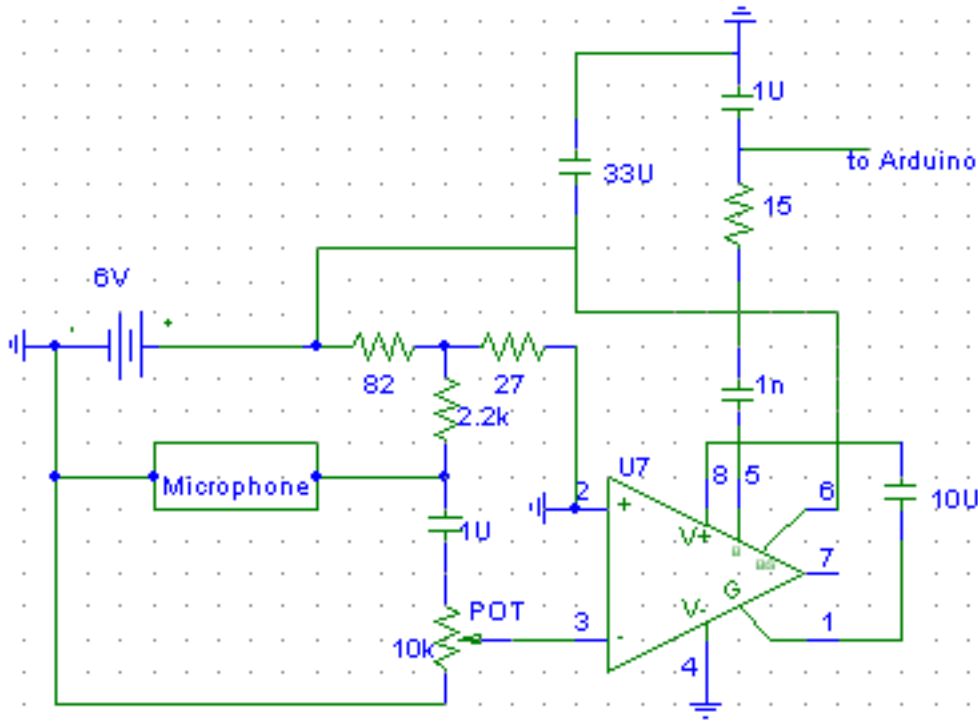 1U
to Arduino
33U
15
6V
- +
82
27
1n
2.2k
U7
8
5
6
10U
Microphone
2
+
V+
1U
7
G
POT
V-
1
3
-
10k
4